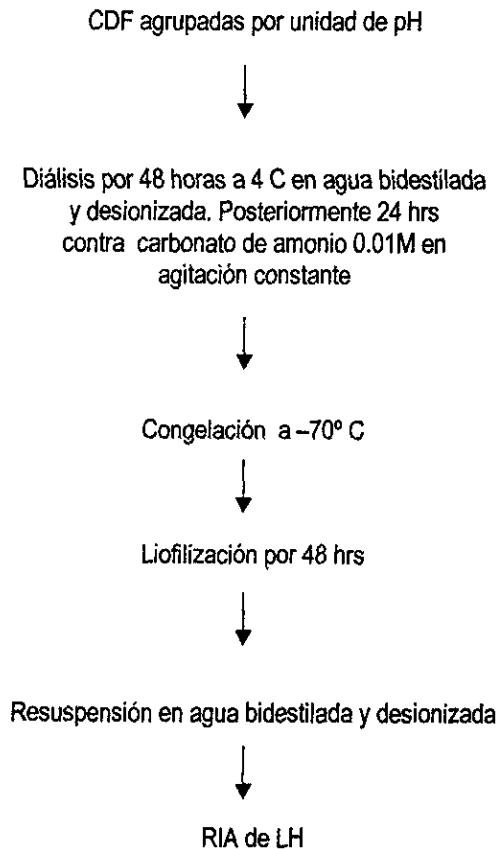 CDF agrupadas por unidad de pH
Diálisis por 48 horas a 4 C en agua bidestilada
y desionizada. Posteriormente 24 hrs
contra carbonato de amonio 0.01M en
agitación constante
Congelación a –70º C
Liofilización por 48 hrs
Resuspensión en agua bidestilada y desionizada
RIA de LH